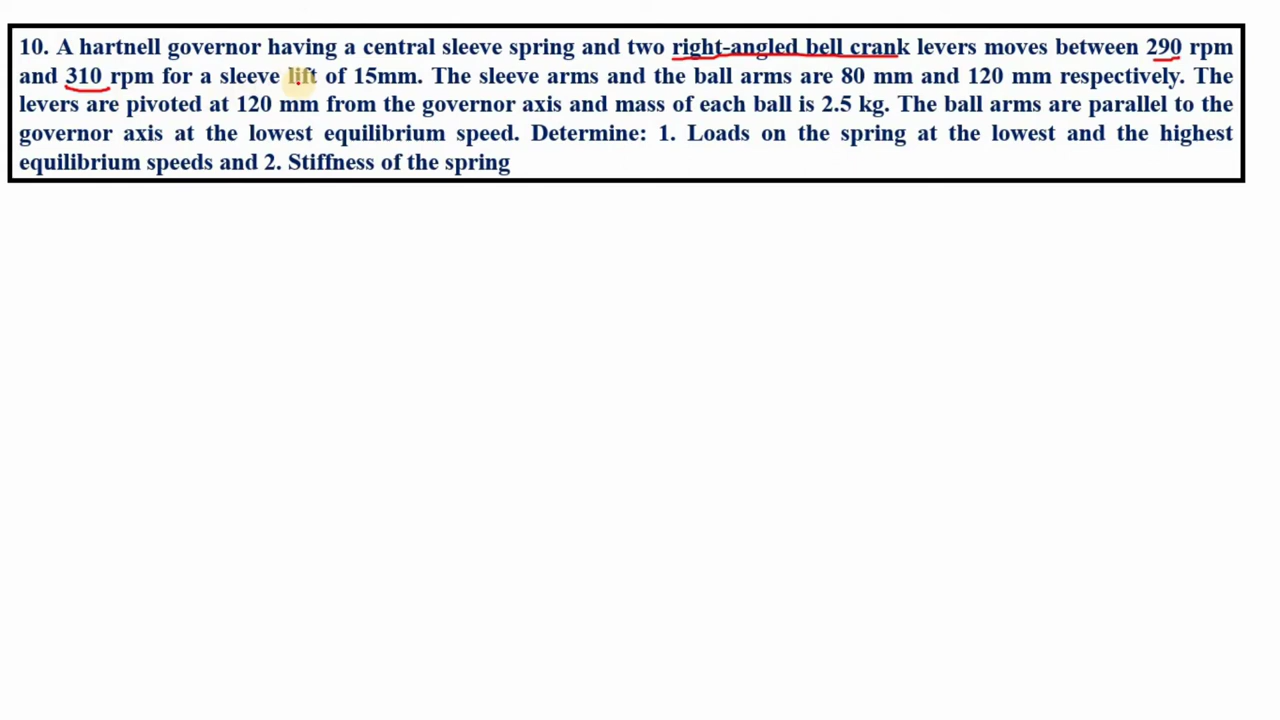 10. A hartnell governor having a central sleeve spring and two right-angled bell crank levers moves between 290 rpm
and 310 rpm for a sleeve lift of 15mm. The sleeve arms and the ball arms are 80 mm and 120 mm respectively. The
levers are pivoted at 120 mm from the governor axis and mass of each ball is 2.5 kg. The ball arms are parallel to the
governor axis at the lowest equilibrium speed. Determine: 1. Loads on the spring at the lowest and the highest
equilibrium speeds and 2. Stiffness of the spring